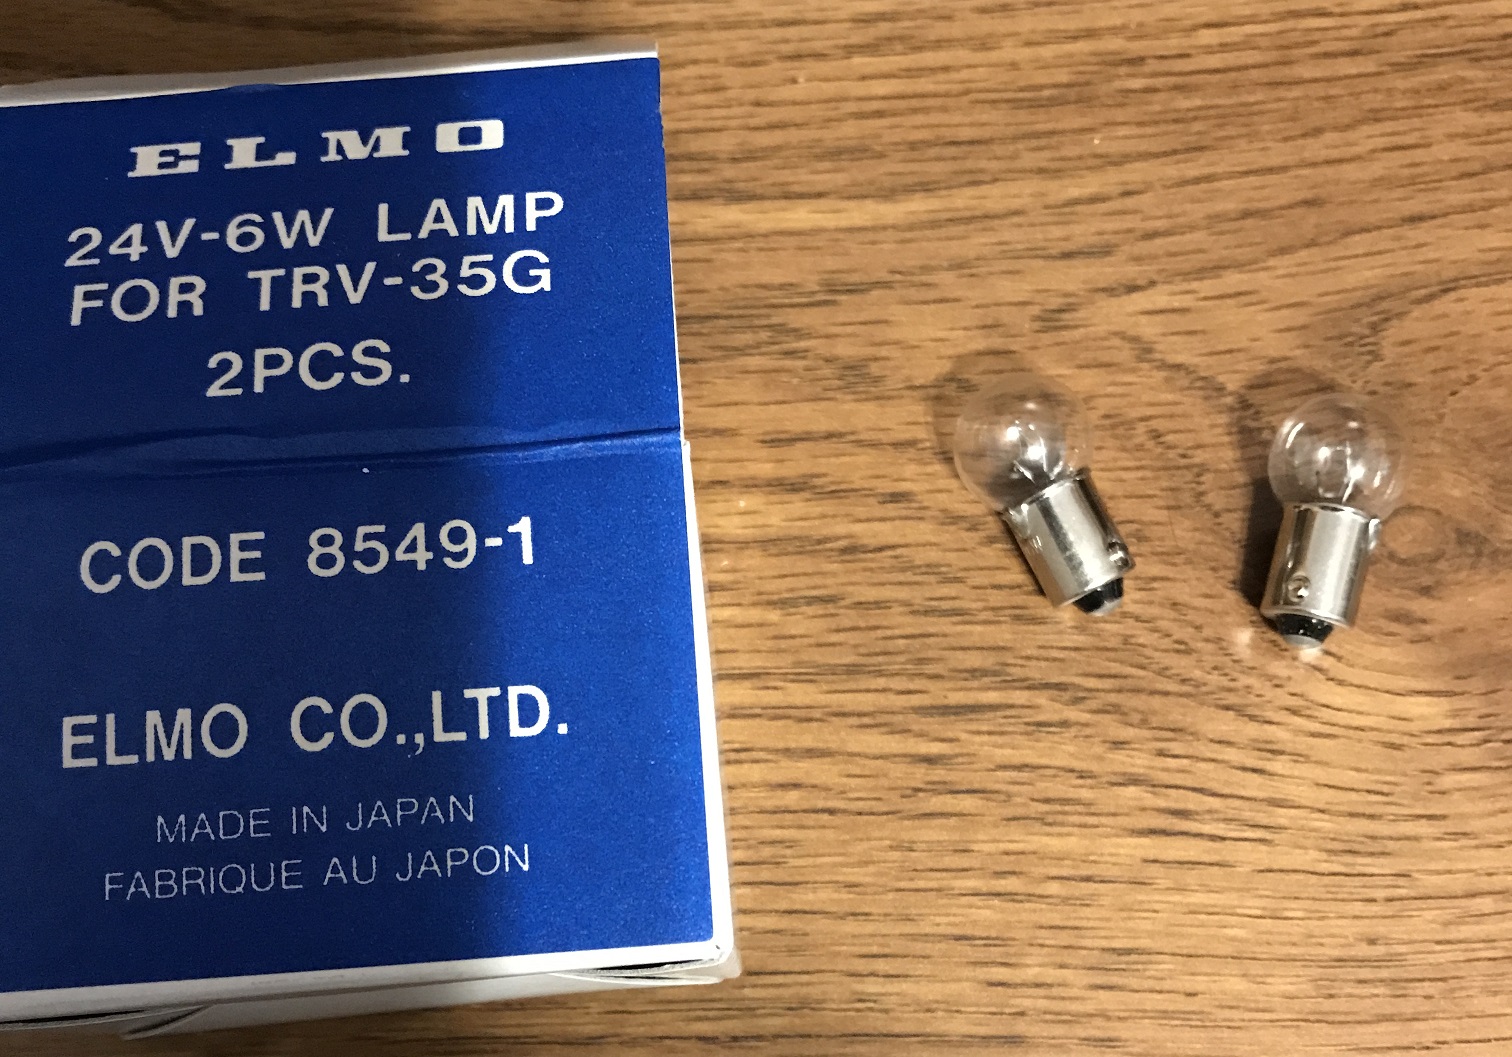 ELMO
24V-6W LAMP
FOR TRV-35G
2PCS.
CODE 8549-1
ELMO CO.,LTD.
MADE IN JAPAN
FABRIQUE AU JAPON